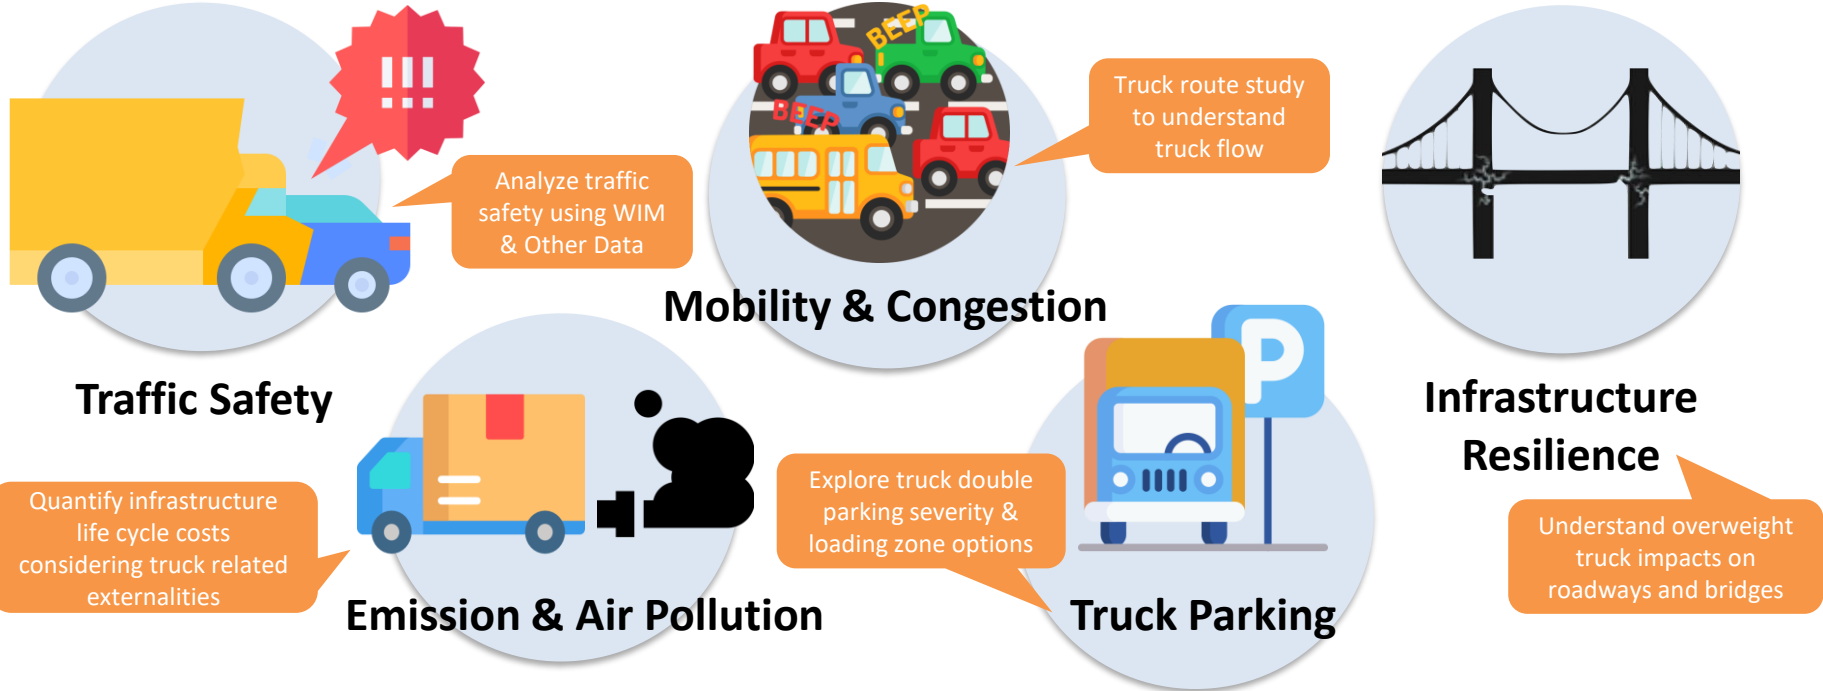 !!!
Analyze traffic
safety using WIM
& Other Data
Traffic Safety
BEEP
BEEP
Truck route study
to understand
truck flow
Mobility & Congestion
Infrastructure
Resilience
Understand overweight
truck impacts on
roadways and bridges
Quantify infrastructure
life cycle costs
considering truck related
externalities
Emission & Air Pollution
Explore truck double
parking severity &
loading zone options
P
Truck Parking